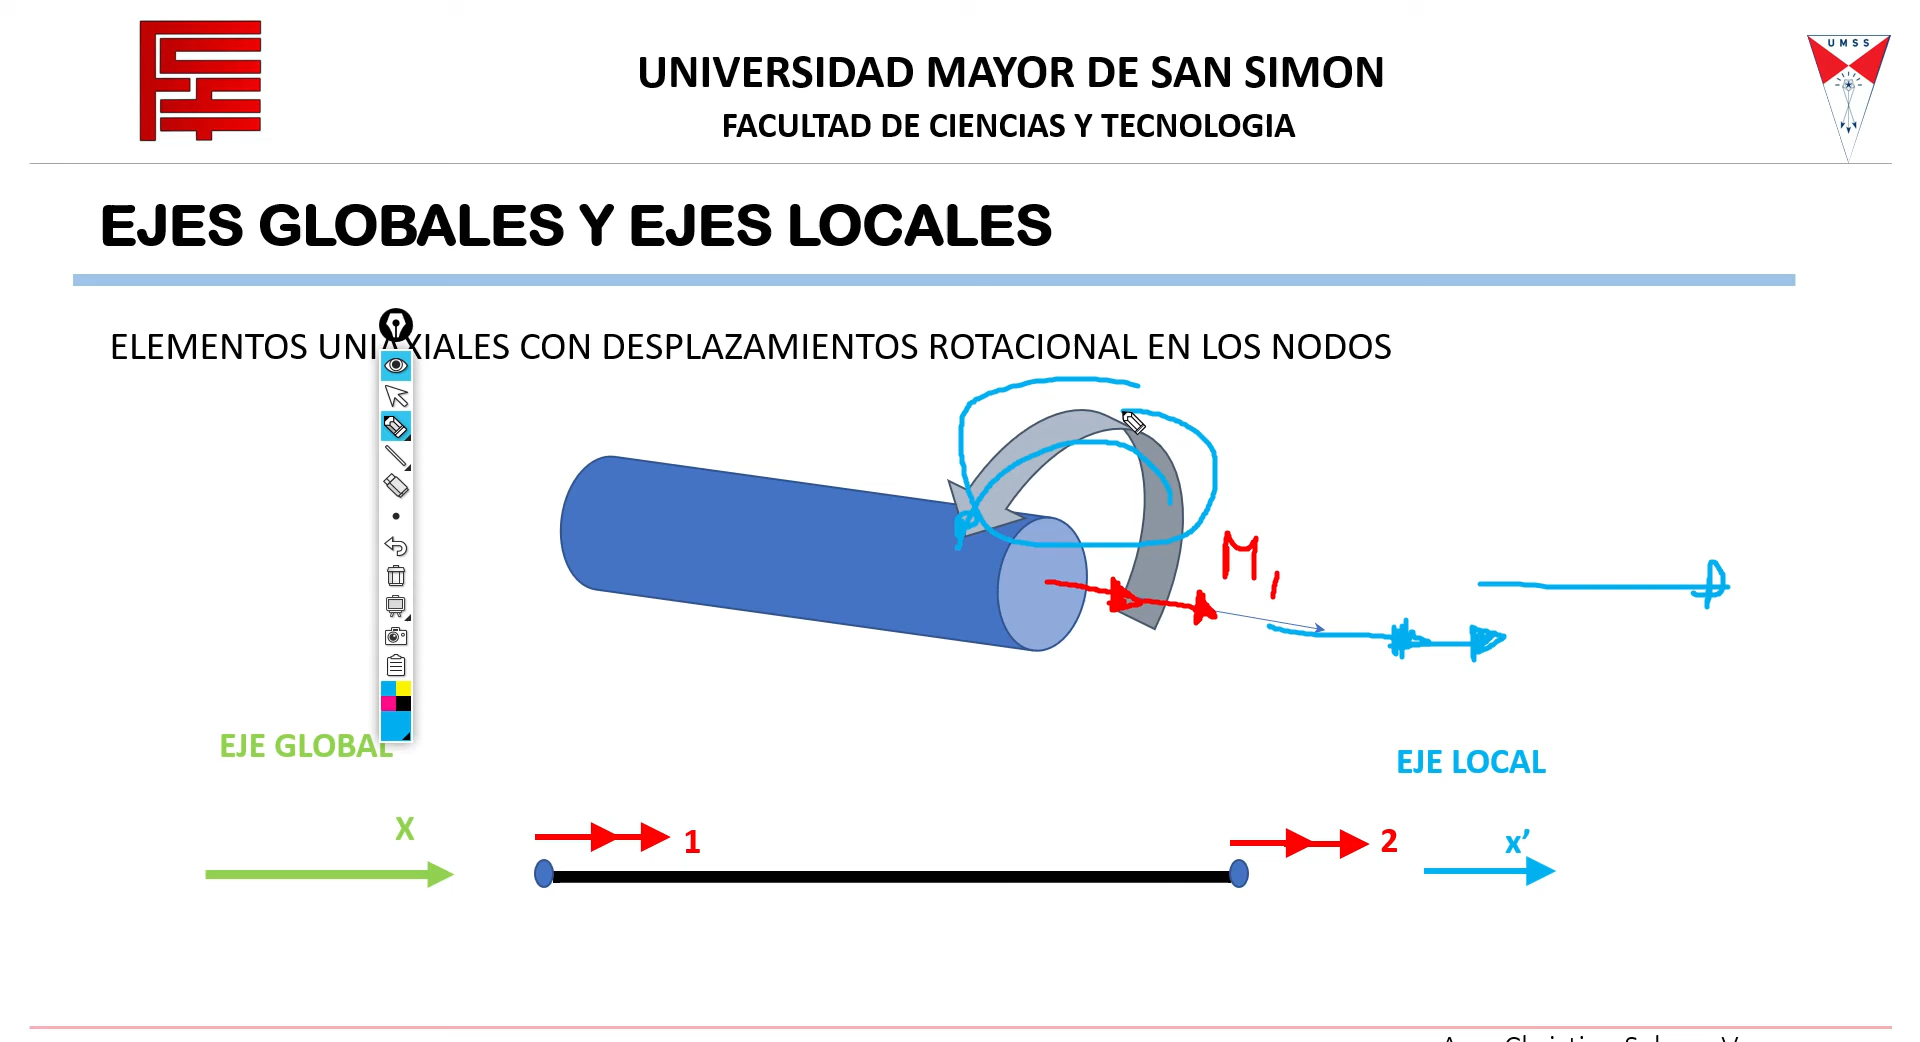 UNIVERSIDAD MAYOR DE SAN SIMON
UMSS
FACULTAD DE CIENCIAS Y TECNOLOGIA
EJES GLOBALES Y EJES LOCALES
ELEMENTOS UNIAXIALES CON DESPLAZAMIENTOS ROTACIONAL EN LOS NODOS
M1
EJE GLOBAL
EJE LOCAL
X
1
2
x’